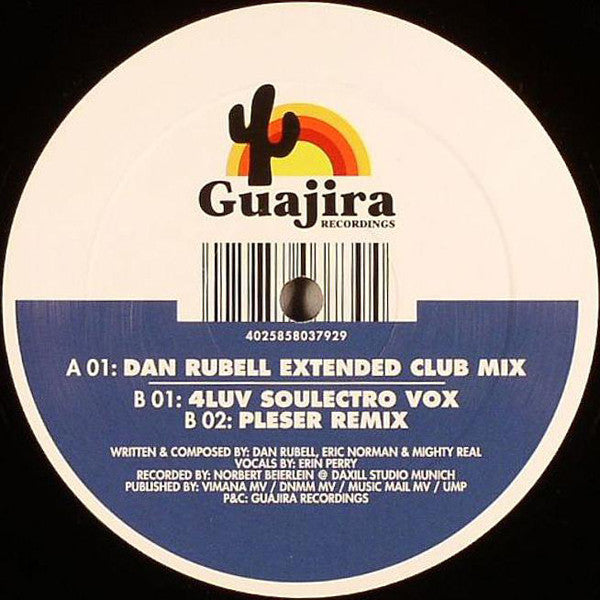 Guajira
RECORDINGS
4025858037929
A 01: DAN RUBELL EXTENDED CLUB MIX
B 01: 4LUV SOULECTRO VOX
B 02: PLESER REMIX
WRITTEN & COMPOSED BY: DAN RUBELL, ERIC NORMAN & MIGHTY REAL
VOCALS BY: ERIN PERRY
RECORDED BY: NORBERT BEIERLEIN @ DAXILL STUDIO MUNICH
PUBLISHED BY: VIMANA MV / DNMM MV / MUSIC MAIL MV / UMP
P&C: GUAJIRA RECORDINGS